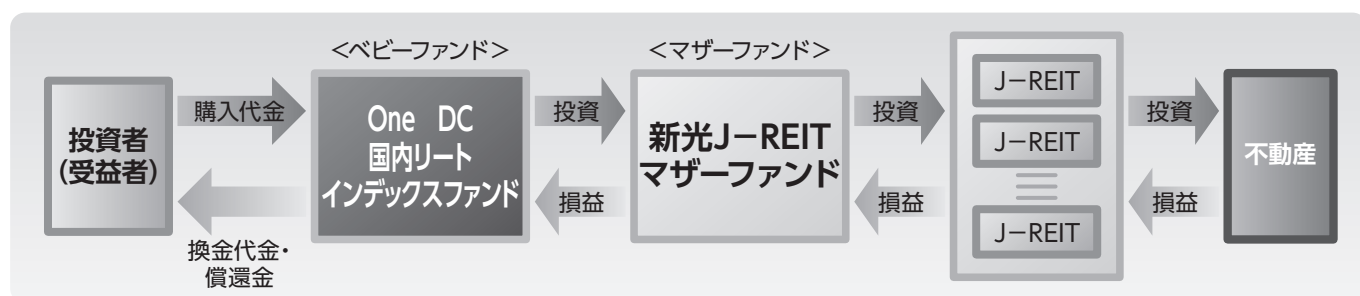 <ベビーファンド>
<マザーファンド>
投資者
(受益者)
購入代金
換金代金・
償還金
One DC
国内リート
インデックスファンド
投資
損益
新光J-REIT
マザーファンド
投資
損益
J-REIT
J-REIT
J-REIT
投資
損益
不動産